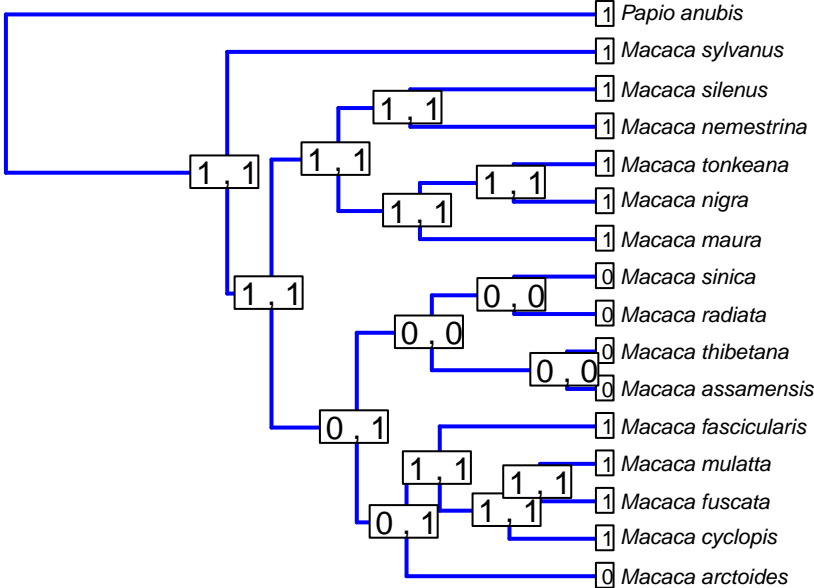 1 Papio anubis
1 Macaca sylvanus
1 Macaca silenus
1 , 1
1 Macaca nemestrina
1 , 1
1 Macaca tonkeana
1 , 1
1 , 1
1 Macaca nigra
1 , 1
1 Macaca maura
0 Macaca sinica
1 , 1
0 , 0
0 Macaca radiata
0 , 0
0 Macaca thibetana
0 , 0
0 Macaca assamensis
0 , 1
1 Macaca fascicularis
1 , 1
1 Macaca mulatta
1 , 1
1 Macaca fuscata
1 , 1
0 , 1
1 Macaca cyclopis
0 Macaca arctoides